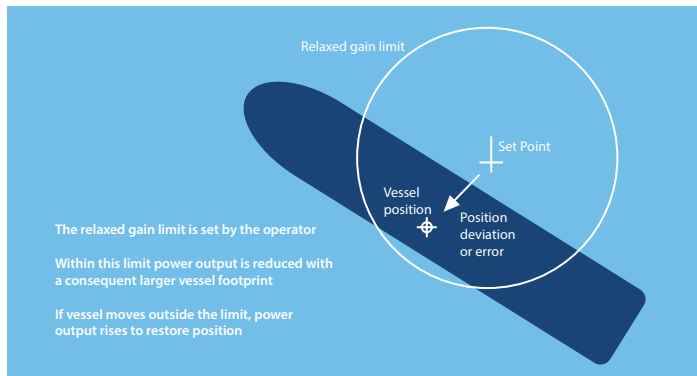 Relaxed gain limit
Set Point
Vessel
position
Position
deviation
or error
The relaxed gain limit is set by the operator
Within this limit power output is reduced with
a consequent larger vessel footprint
If vessel moves outside the limit, power
output rises to restore position